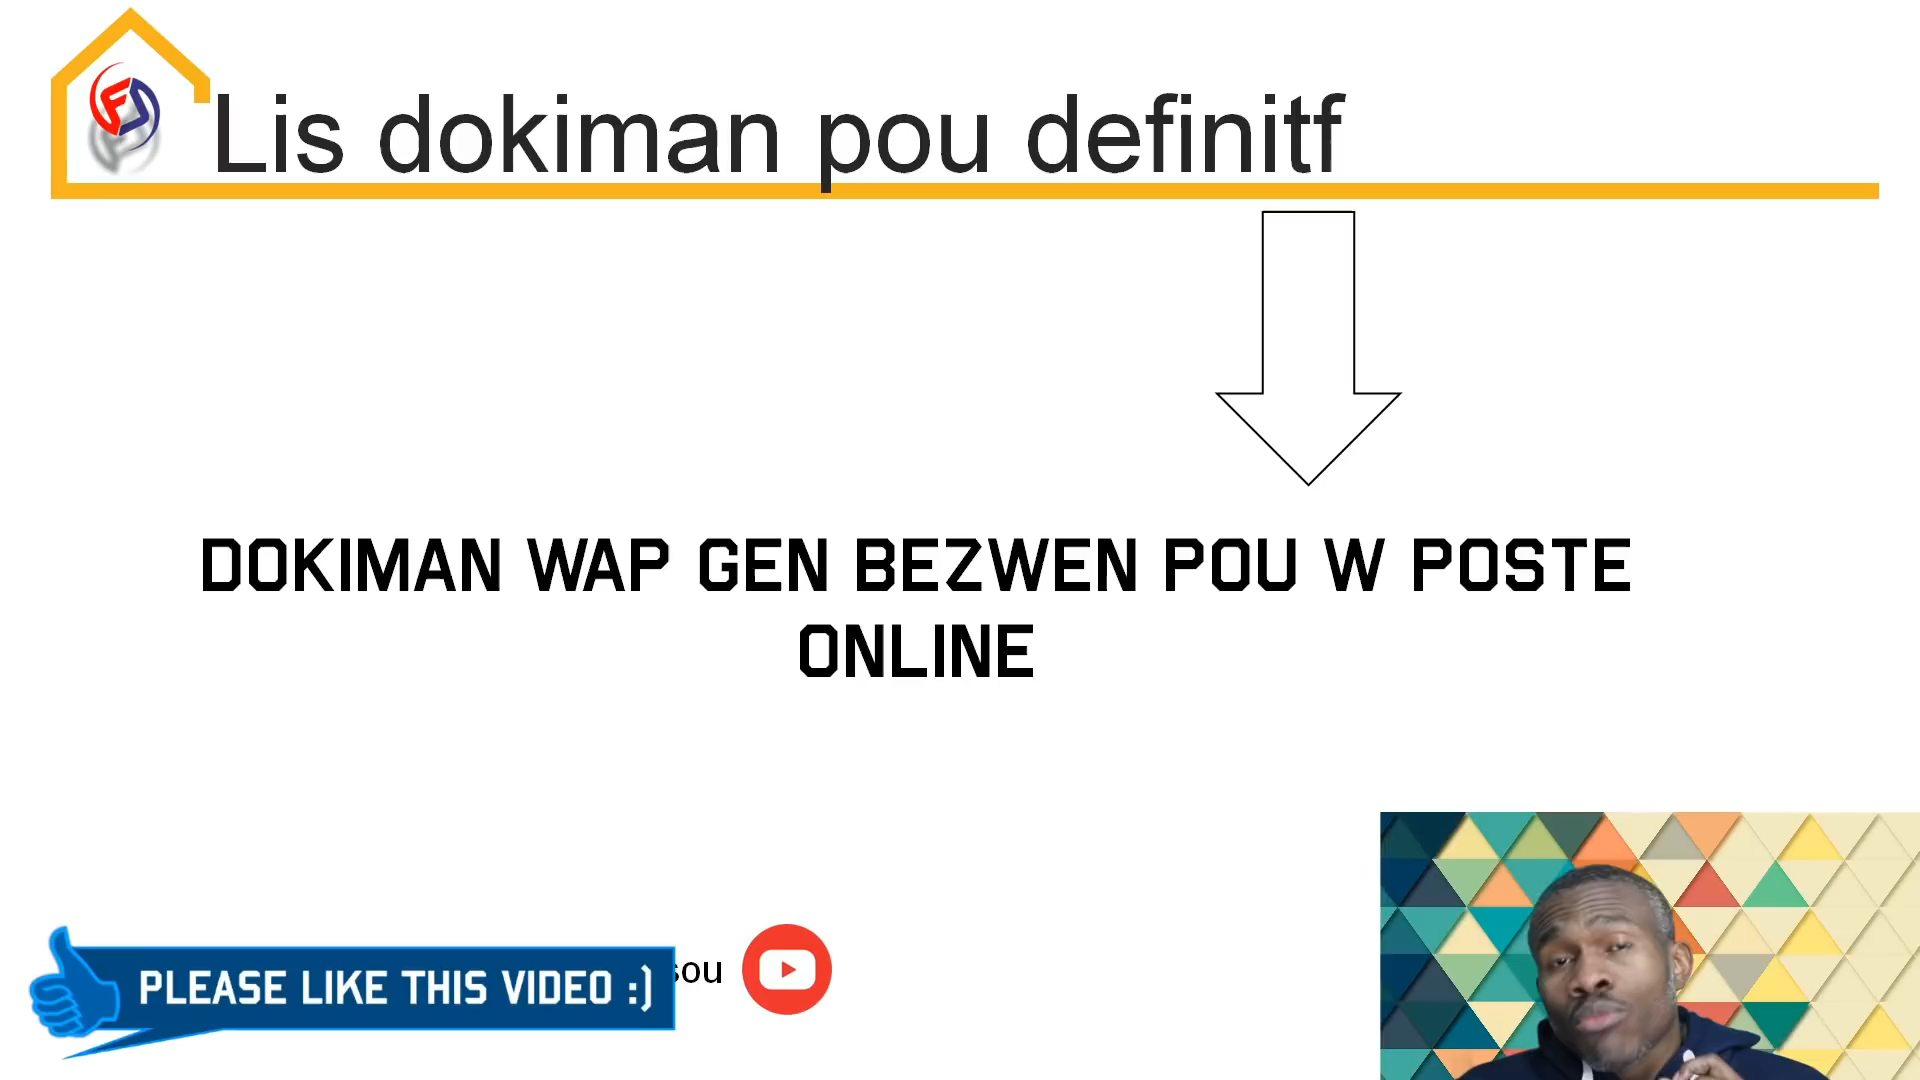 Lis dokiman pou definitf
DOKIMAN WAP GEN BEZWEN POU W POSTE
ONLINE
PLEASE LIKE THIS VIDEO :)